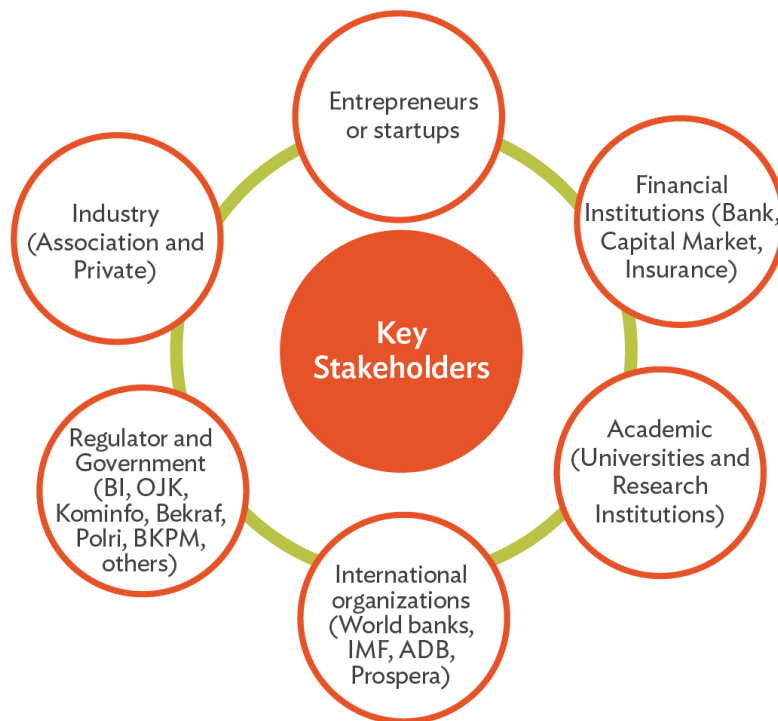 Entrepreneurs
or startups
Financial
Institutions (Bank,
Capital Market,
Insurance)
Academic
(Universities and
Research
Institutions)
International
organizations
(World banks,
IMF, ADB,
Prospera)
Regulator and
Government
(BI, OJK,
Kominfo, Bekraf,
Polri, BKPM,
others)
Industry
(Association and
Private)
Key
Stakeholders